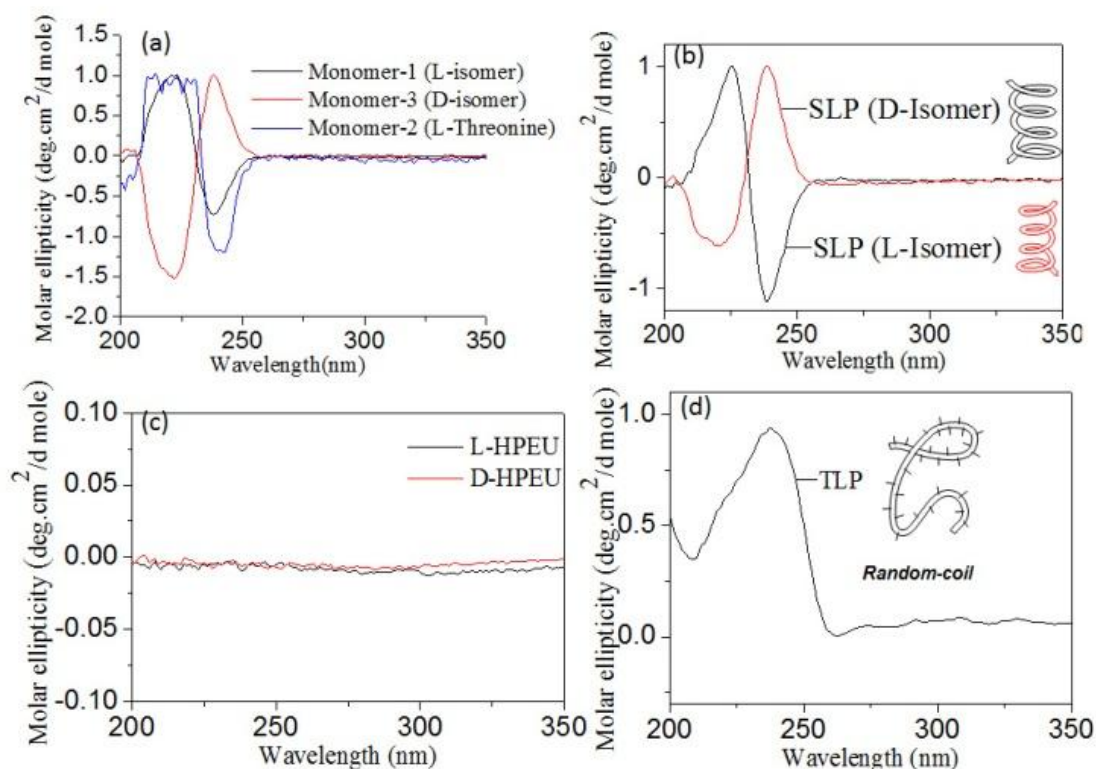 (a)
Monomer-1 (L-isomer)
Monomer-3 (D-isomer)
Monomer-2 (L-Threonine)
Molar ellipticity (deg.cm²/d mole)
1.5
1.0
0.5
0.0
-0.5
-1.0
-1.5
-2.0
200 250 300 350
Wavelength(nm)
(b)
SLP (D-Isomer)
SLP (L-Isomer)
Molar ellipticity (deg.cm²/d mole)
1
0
-1
200 250 300 350
Wavelength (nm)
(c)
L-HPEU
D-HPEU
Molar ellipticity (deg.cm²/d mole)
0.10
0.05
0.00
-0.05
-0.10
200 250 300 350
Wavelength (nm)
(d)
TLP
Random-coil
Molar ellipticity (deg.cm²/d mole)
1.0
0.5
0.0
200 250 300 350
Wavelength (nm)